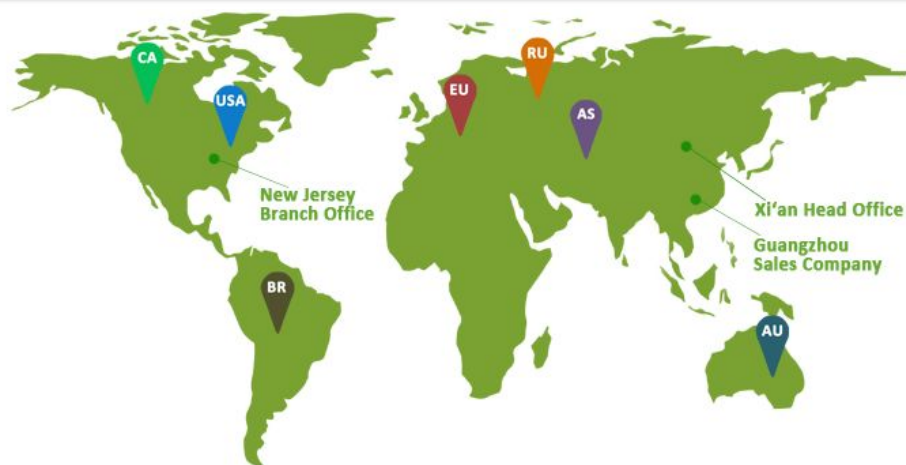 CA
USA
EU
RU
AS
New Jersey
Branch Office
Xi‘an Head Office
Guangzhou
Sales Company
BR
AU